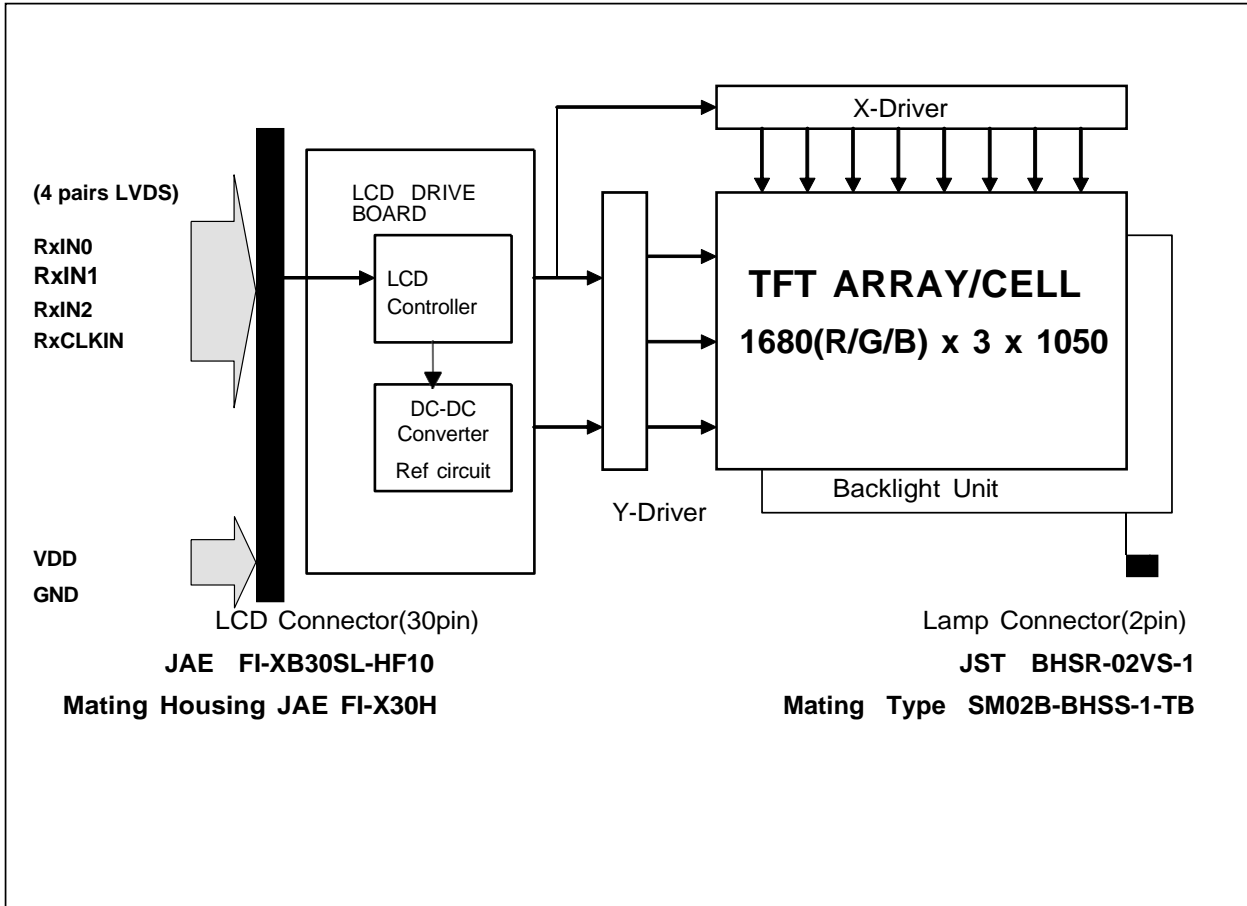 X-Driver
(4 pairs LVDS)
RxIN0
RxIN1
RxIN2
RxCLKIN
LCD DRIVE
BOARD
LCD
Controller
DC-DC
Converter
Ref circuit
TFT ARRAY/CELL
1680(R/G/B) x 3 x 1050
Backlight Unit
Y-Driver
VDD
GND
LCD Connector(30pin)
JAE FI-XB30SL-HF10
Mating Housing JAE FI-X30H
Lamp Connector(2pin)
JST BHSR-02VS-1
Mating Type SM02B-BHSS-1-TB